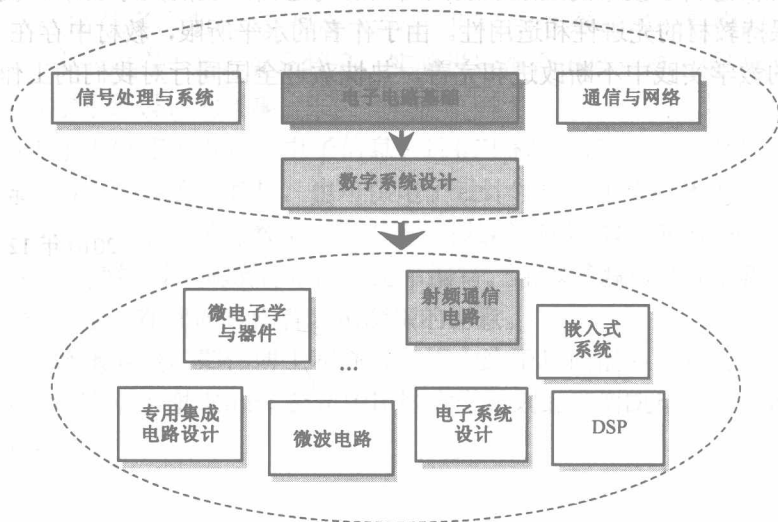 信号处理与系统
电子电路基础
通信与网络
数字系统设计
微电子学
与器件
射频通信
电路
嵌入式
系统
...
专用集成
电路设计
微波电路
电子系统
设计
DSP